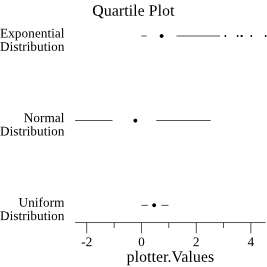 Quartile Plot
Exponential
Distribution
Normal
Distribution
Uniform
Distribution
-2 0 2 4
plotter.Values